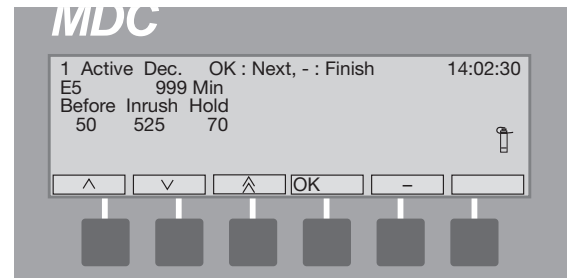 MDC
1 Active Dec. OK : Next, - : Finish 14:02:30
E5 999 Min
Before Inrush Hold
50 525 70
OK –